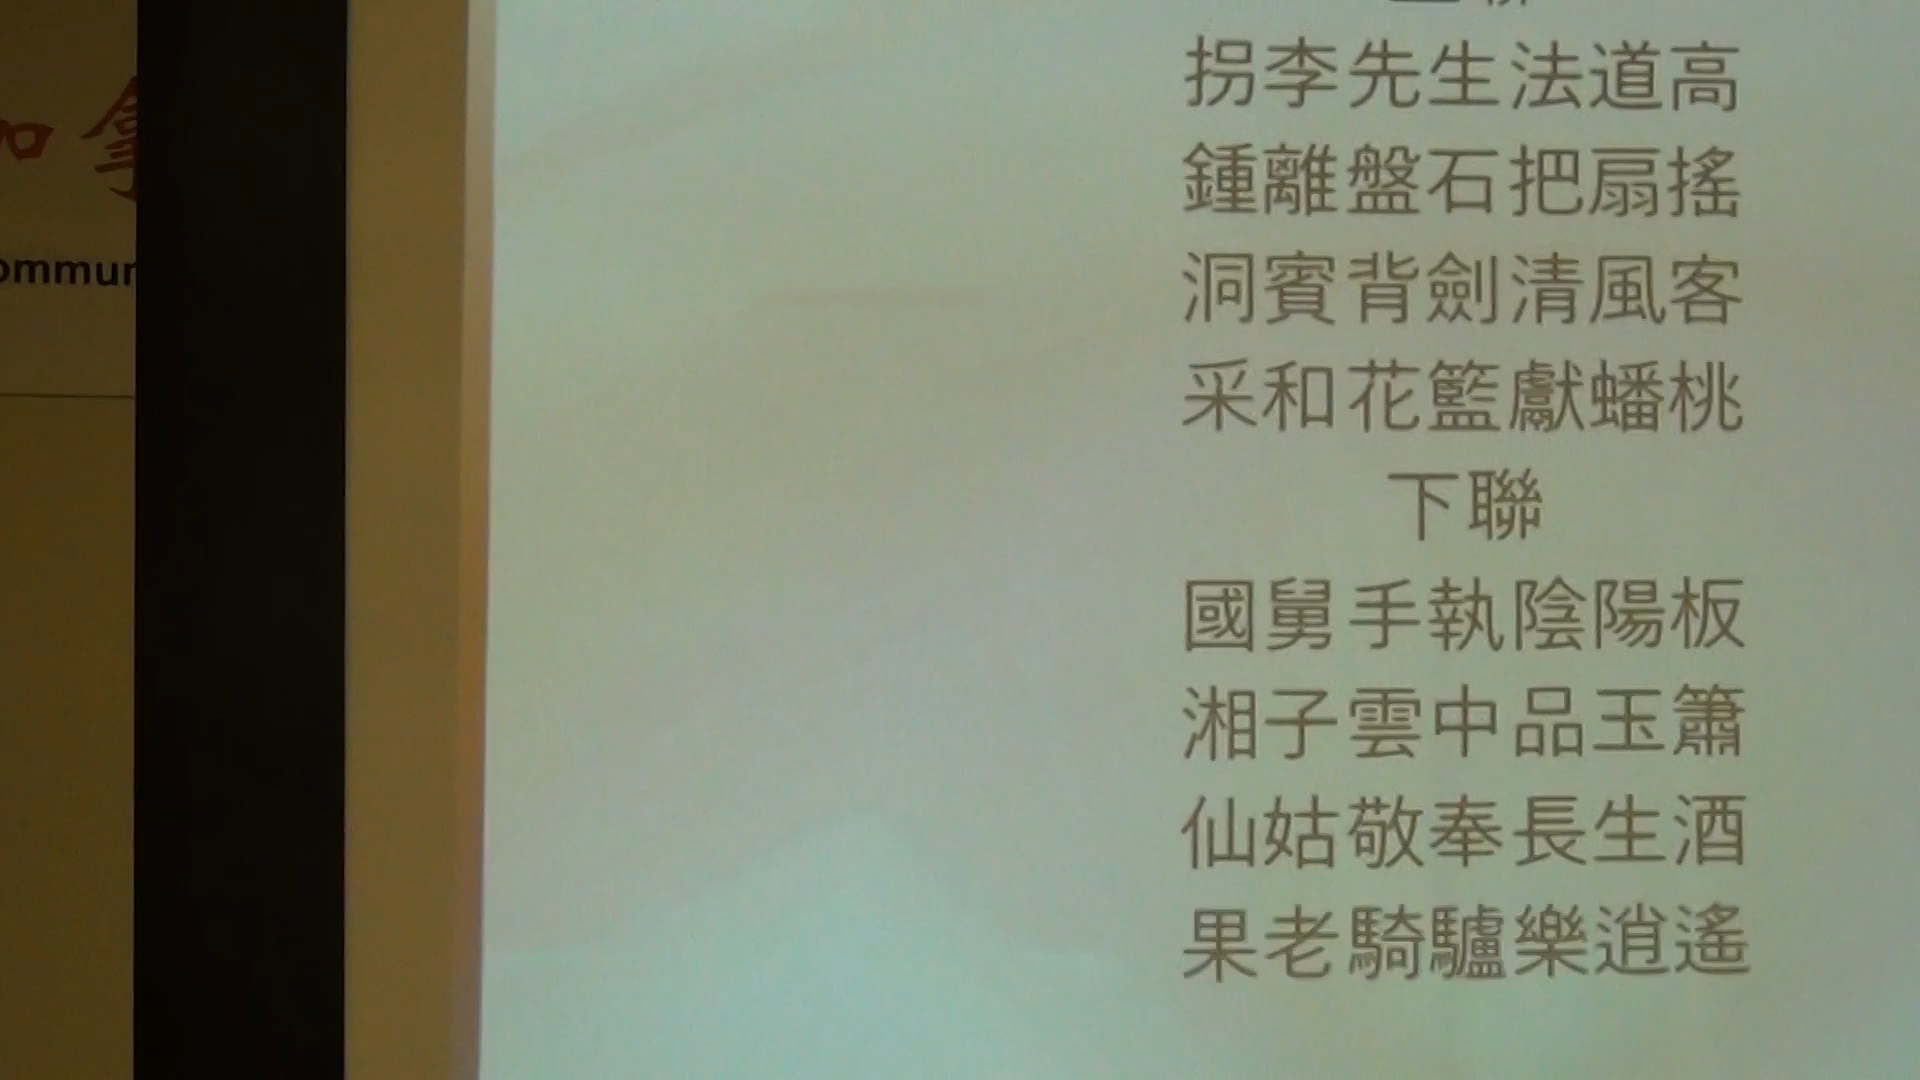 加拿
ommun
拐李先生法道高
鍾離盤石把扇搖
洞賓背劍清風客
采和花籃獻蟠桃
下聯
國舅手執陰陽板
湘子雲中品玉簫
仙姑敬奉長生酒
果老騎驢樂逍遙